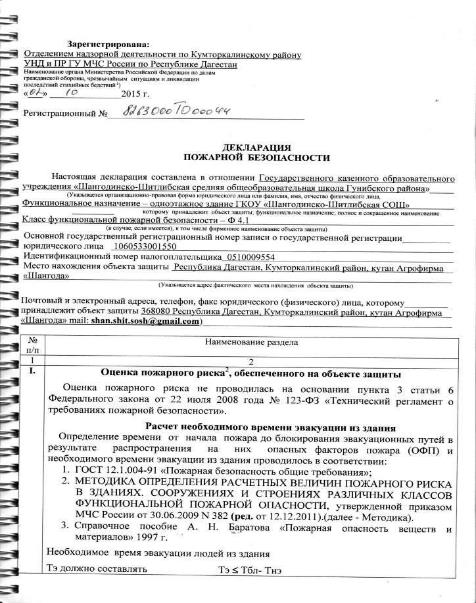 Зарегистрирована:
Отделением надзорной деятельности по Кумторкалинскому району
УНД и ПР ГУ МЧС России по Республике Дагестан
Наименование органа Министерства Российской Федерации по делам
гражданской обороны, чрезвычайным ситуациям и ликвидации
последствий стихийных бедствий
«02» 10 2015 г.
Регистрационный №
ДЕКЛАРАЦИЯ
ПОЖАРНОЙ БЕЗОПАСНОСТИ
Настоящая декларация составлена в отношении Государственного казенного образовательного
учреждения «Шангодинско-Шитлибская средняя общеобразовательная школа Гунибского района»
(Указывается организационно-правовая форма юридического лица или фамилия, имя, отчество физического лица,
Функциональное назначение – одноэтажное здание ГКОУ «Шангодинско-Шитлибская СОШ»
которому принадлежит объект защиты, функциональное назначение, полное и сокращенное наименование
Класс функциональной пожарной безопасности – Ф 4.1
(в случае, если имеется), в том числе фирменное наименование объекта защиты)
Основной государственный регистрационный номер записи о государственной регистрации
юридического лица 1060533001550
Идентификационный номер налогоплательщика 0510009554
Место нахождения объекта защиты Республика Дагестан, Кумторкалинский район, кутан Агрофирма
«Шангода»
(Указывается адрес фактического места нахождения объекта защиты)
Почтовый и электронный адреса, телефон, факс юридического (физического) лица, которому
принадлежит объект защиты 368080 Республика Дагестан, Кумторкалинский район, кутан Агрофирма
«Шангода» mail: shan.shit.sosh@gmail.com)
№ Наименование раздела
п/п
1 2
I. Оценка пожарного риска², обеспеченного на объекте защиты
Оценка пожарного риска не проводилась на основании пункта 3 статьи 6
Федерального закона от 22 июля 2008 года № 123-ФЗ «Технический регламент о
требованиях пожарной безопасности».
Расчет необходимого времени эвакуации из здания
Определение времени от начала пожара до блокирования эвакуационных путей в
результате распространения на них опасных факторов пожара (ОФП) и
необходимого времени эвакуации из здания проводилось в соответствии:
1. ГОСТ 12.1.004-91 «Пожарная безопасность общие требования»;
2. МЕТОДИКА ОПРЕДЕЛЕНИЯ РАСЧЕТНЫХ ВЕЛИЧИН ПОЖАРНОГО РИСКА
В ЗДАНИЯХ. СООРУЖЕНИЯХ И СТРОЕНИЯХ РАЗЛИЧНЫХ КЛАССОВ
ФУНКЦИОНАЛЬНОЙ ПОЖАРНОЙ ОПАСНОСТИ, утвержденной приказом
МЧС России от 30.06.2009 N 382 (ред. от 12.12.2011).(далее - Методика).
3. Справочное пособие А. Н. Баратова «Пожарная опасность веществ и
материалов» 1997 г.
Необходимое время эвакуации из здания
Тэ должно составлять Тэ ≤ Тбл- Тнэ